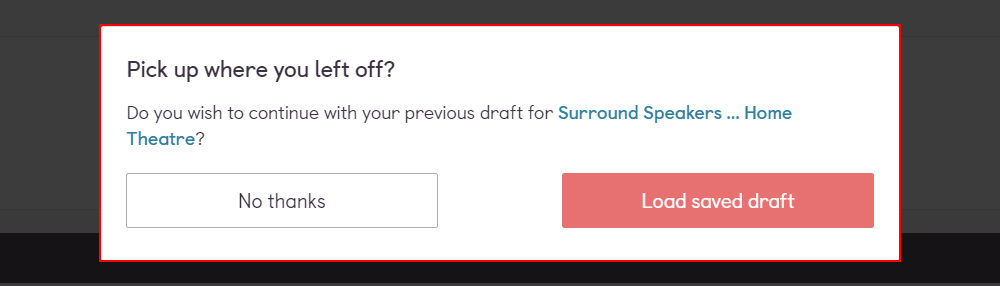 Pick up where you left off?
Do you wish to continue with your previous draft for Surround Speakers ... Home
Theatre?
No thanks
Load saved draft